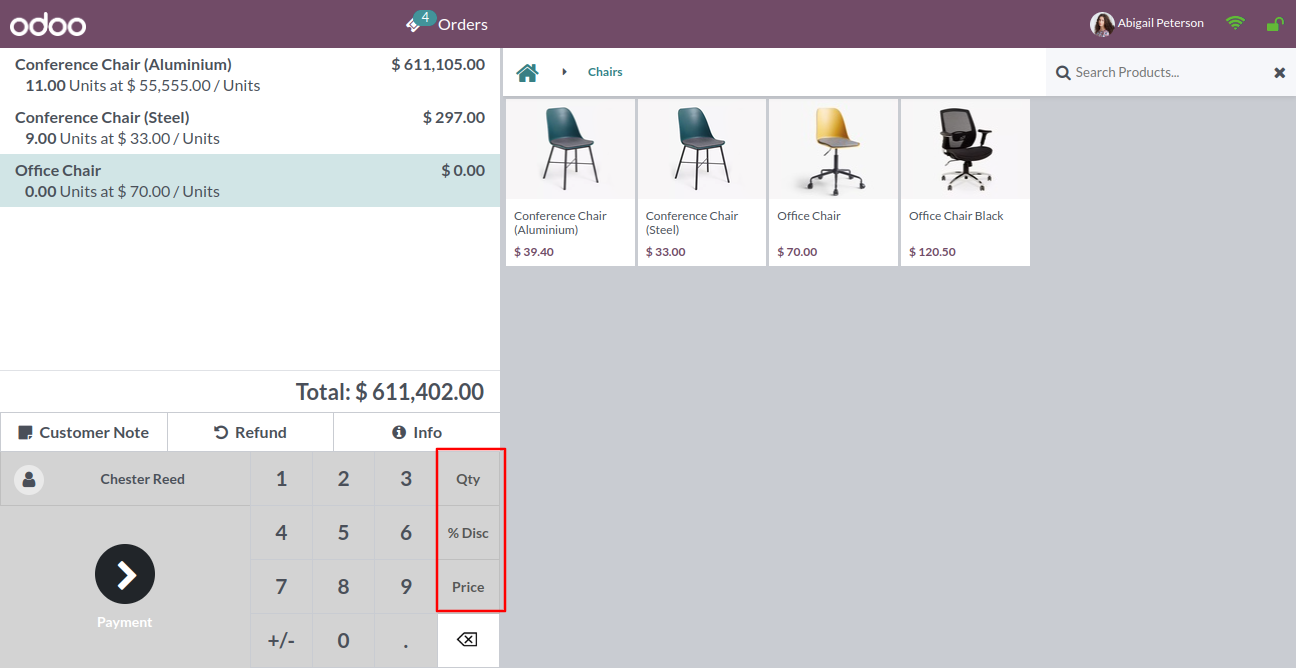 odoo
4
Orders
Abigail Peterson
Conference Chair (Aluminium) $ 611,105.00
11.00 Units at $ 55,555.00 / Units
Conference Chair (Steel) $ 297.00
9.00 Units at $ 33.00 / Units
Office Chair $ 0.00
0.00 Units at $ 70.00 / Units
Total: $ 611,402.00
Customer Note Refund Info
Chester Reed
Payment
1 2 3 Qty
4 5 6 % Disc
7 8 9 Price
+/- 0 .
Chairs
Search Products...
Conference Chair
(Aluminium)
$ 39.40
Conference Chair
(Steel)
$ 33.00
Office Chair
$ 70.00
Office Chair Black
$ 120.50